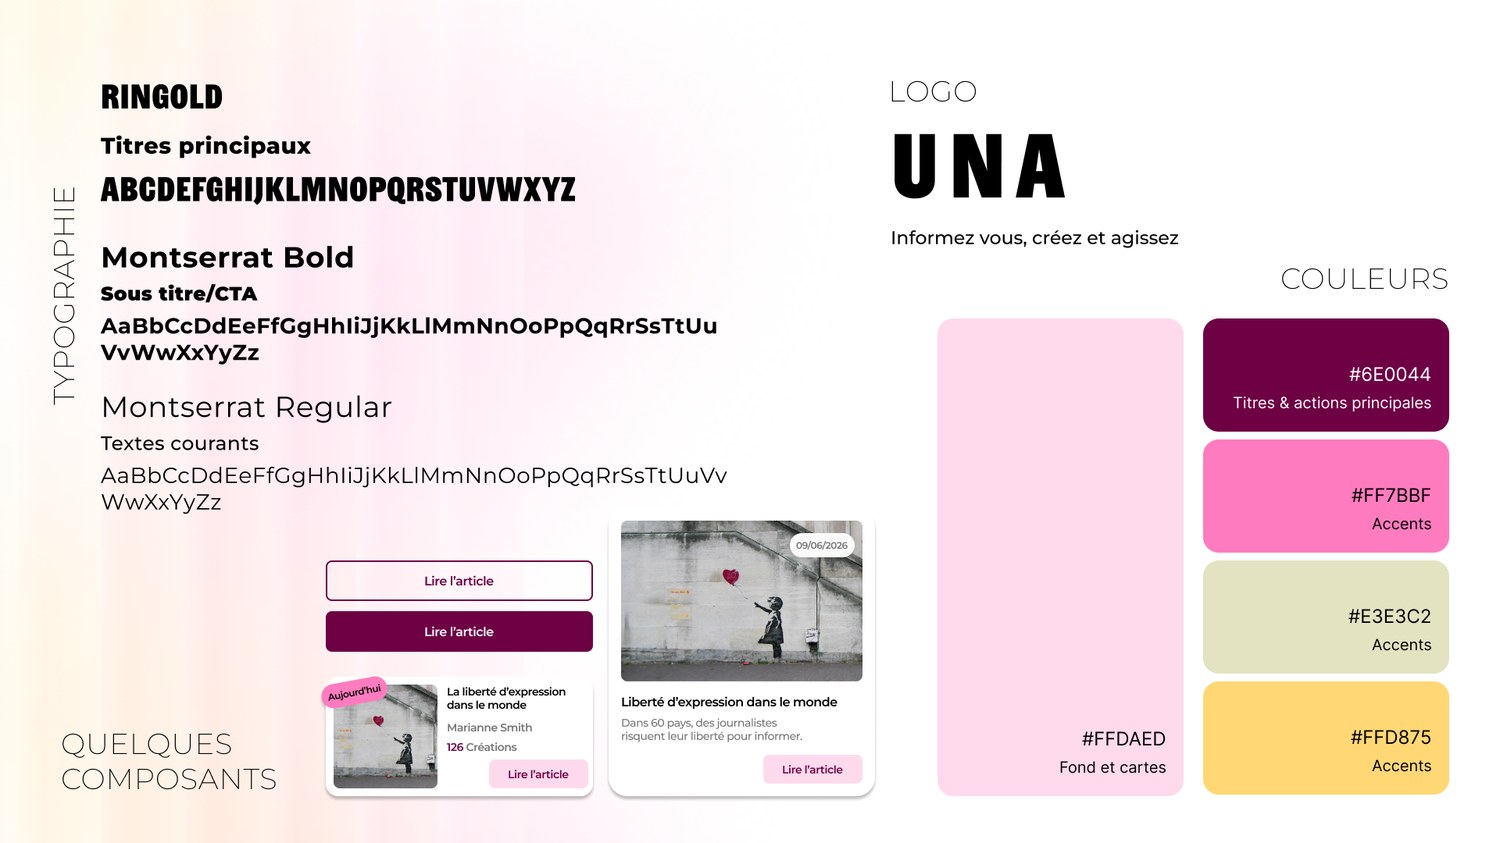 TYPOGRAPHIE
RINGOLD
Titres principaux
ABCDEFGHIJKLMNOPQRSTUVWXYZ
Montserrat Bold
Sous titre/CTA
AaBbCcDdEeFfGgHhIiJjKkLlMmNnOoPpQqRrSsTtUu
VvWwXxYyZz
Montserrat Regular
Textes courants
AaBbCcDdEeFfGgHhIiJjKkLlMmNnOoPpQqRrSsTtUuVv
WwXxYyZz
QUELQUES
COMPOSANTS
Lire l’article
Lire l’article
Aujourd’hui
La liberté d’expression
dans le monde
Marianne Smith
126 Créations
Lire l’article
09/06/2026
Liberté d’expression dans le monde
Dans 60 pays, des journalistes
risquent leur liberté pour informer.
Lire l’article
LOGO
UNA
Informez vous, créez et agissez
COULEURS
#FFDAED
Fond et cartes
#6E0044
Titres & actions principales
#FF7BBF
Accents
#E3E3C2
Accents
#FFD875
Accents